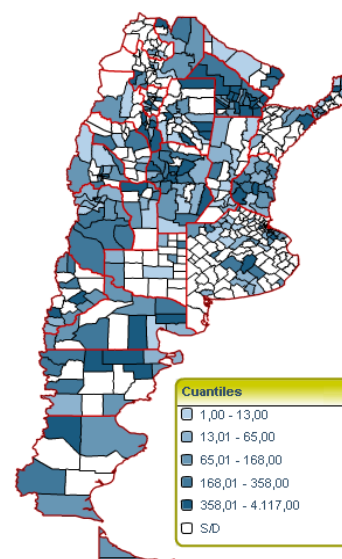 Cuantiles
1,00 - 13,00
13,01 - 65,00
65,01 - 168,00
168,01 - 358,00
358,01 - 4.117,00
S/D